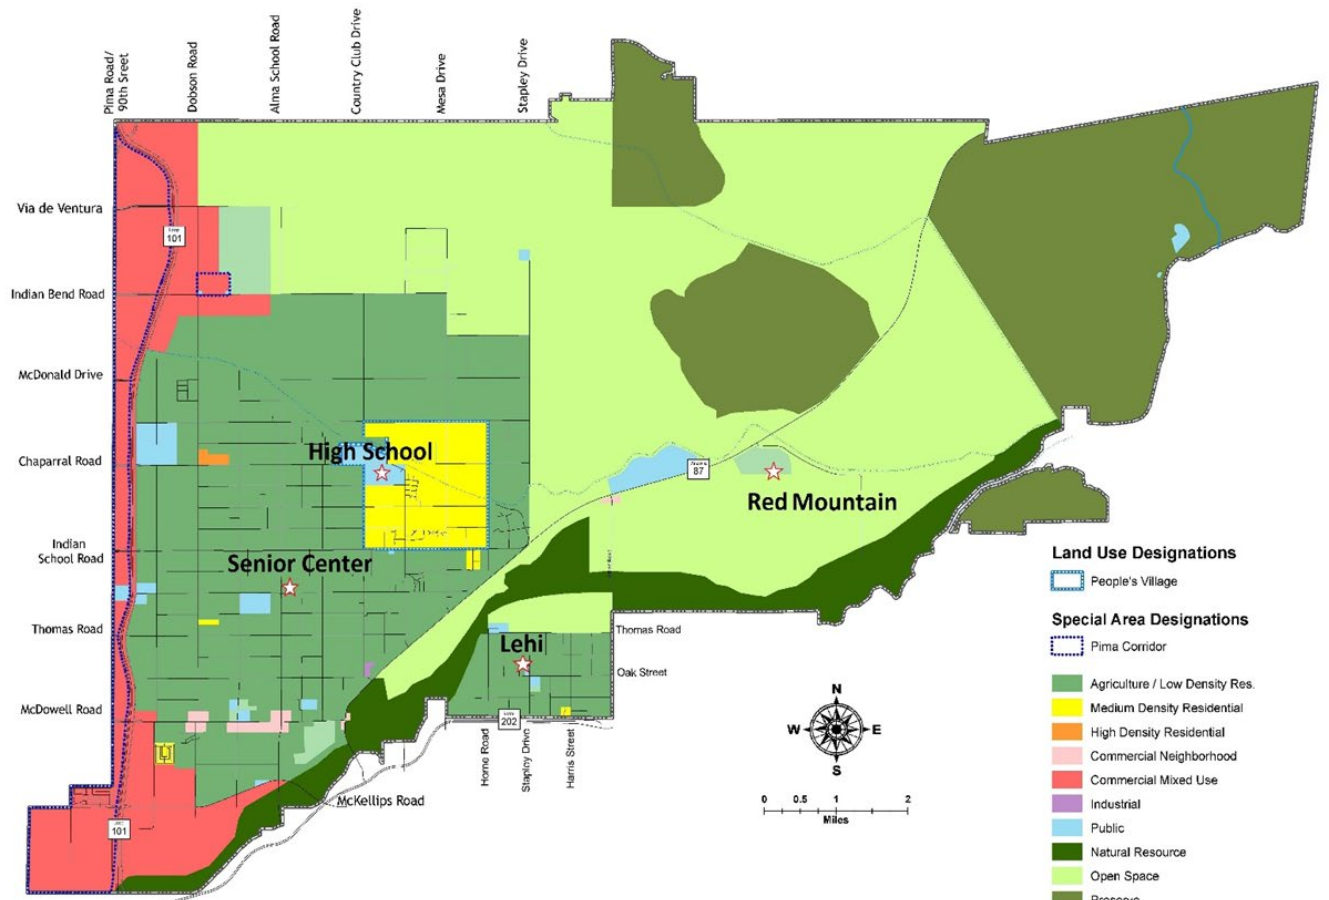 Pima Road/
90th Sreet
Dobson Road
Alma School Road
Country Club Drive
Mesa Drive
Stapley Drive
Via de Ventura
Indian Bend Road
McDonald Drive
Chaparral Road
Indian
School Road
Thomas Road
McDowell Road
101
High School
87
Red Mountain
Senior Center
Lehi
Thomas Road
Oak Street
202
Horne Road
Stapley Drive
Harris Street
McKellips Road
101
N
W
E
S
0 0.5 1 2
Miles
Land Use Designations
People's Village
Special Area Designations
Pima Corridor
Agriculture / Low Density Res.
Medium Density Residential
High Density Residential
Commercial Neighborhood
Commercial Mixed Use
Industrial
Public
Natural Resource
Open Space
Preserve